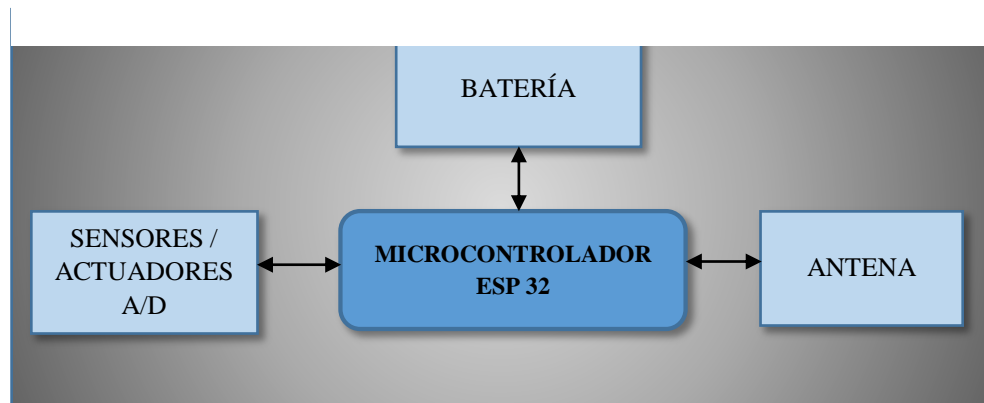 BATERÍA
SENSORES /
ACTUADORES
A/D
MICROCONTROLADOR
ESP 32
ANTENA